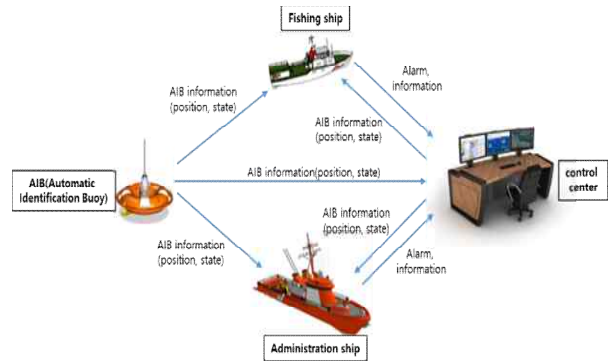 Fishing ship
AIB information
(position, state)
Alarm,
information
AIB information
(position, state)
AIB(Automatic
Identification Buoy)
AIB information(position, state)
control
center
AIB information
(position, state)
AIB information
(position, state)
Alarm,
information
Administration ship